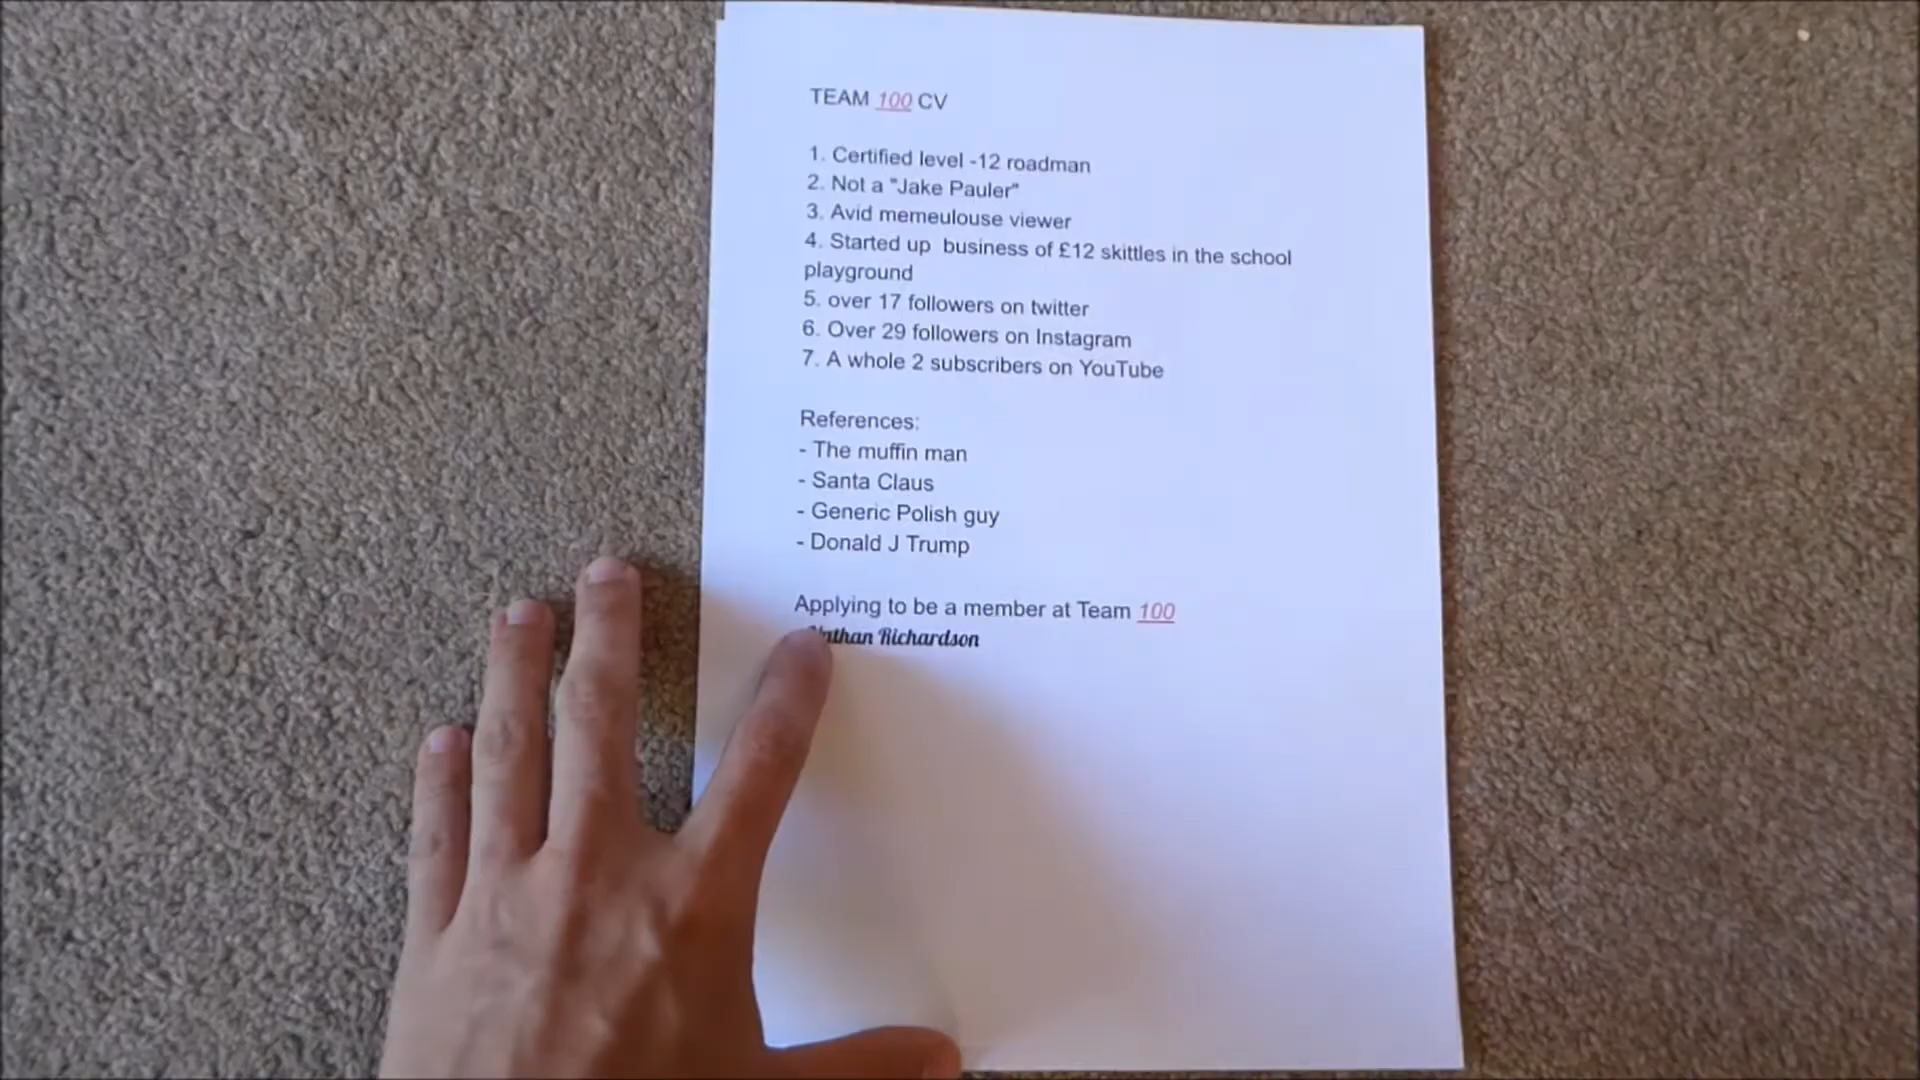 TEAM 100 CV
1. Certified level -12 roadman
2. Not a "Jake Pauler"
3. Avid memeulouse viewer
4. Started up  business of £12 skittles in the school
playground
5. over 17 followers on twitter
6. Over 29 followers on Instagram
7. A whole 2 subscribers on YouTube
References:
- The muffin man
- Santa Claus
- Generic Polish guy
- Donald J Trump
Applying to be a member at Team 100
Nathan Richardson